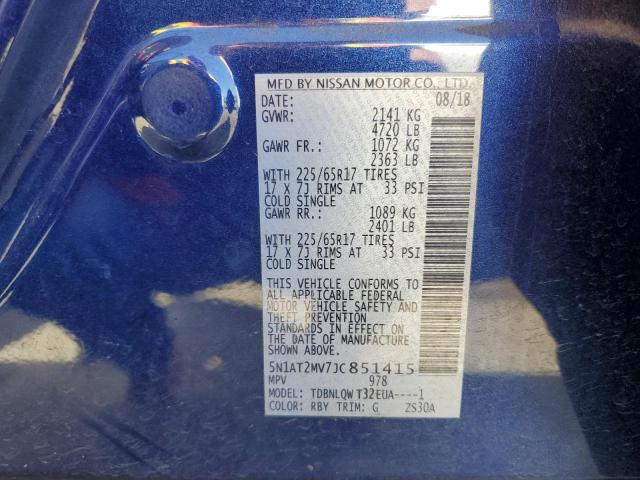 MFD BY NISSAN MOTOR CO., LTD.
DATE: 08/18
GVWR: 2141 KG
4720 LB
GAWR FR.: 1072 KG
2363 LB
WITH 225/65R17 TIRES
17 X 7J RIMS AT 33 PSI
COLD SINGLE
GAWR RR.: 1089 KG
2401 LB
WITH 225/65R17 TIRES
17 X 7J RIMS AT 33 PSI
COLD SINGLE
THIS VEHICLE CONFORMS TO
ALL APPLICABLE FEDERAL
MOTOR VEHICLE SAFETY AND
THEFT PREVENTION
STANDARDS IN EFFECT ON
THE DATE OF MANUFACTURE
SHOWN ABOVE.
5N1AT2MV7JC851415
MPV 978
MODEL: TDBNLQW T32EUA----1
COLOR: RBY TRIM: G ZS30A